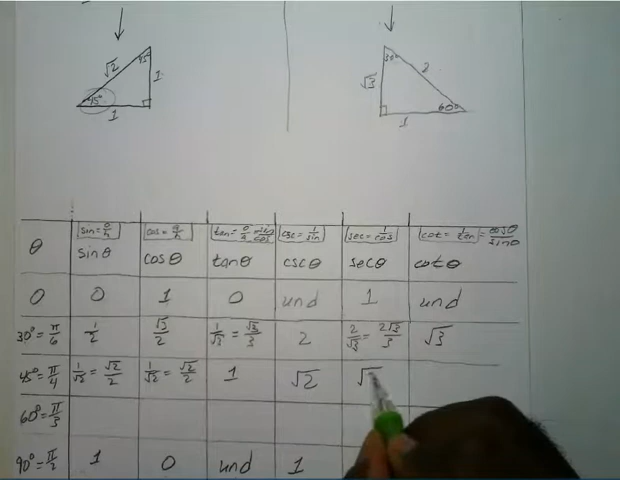 √2 45° 1
45°
1
30° 2
√3
60°
1
θ sin = o/h sinθ cos = a/h cosθ tan = o/a sin/cos tanθ csc = 1/sin cscθ sec = 1/cos secθ cot = 1/tan = cosθ/sinθ cotθ
0 0 1 0 und 1 und
30° = π/6 1/2 √3/2 1/√3 = √3/3 2 2/√3 = 2√3/3 √3
45° = π/4 1/√2 = √2/2 1/√2 = √2/2 1 √2
60° = π/3
90° = π/2 1 0 und 1